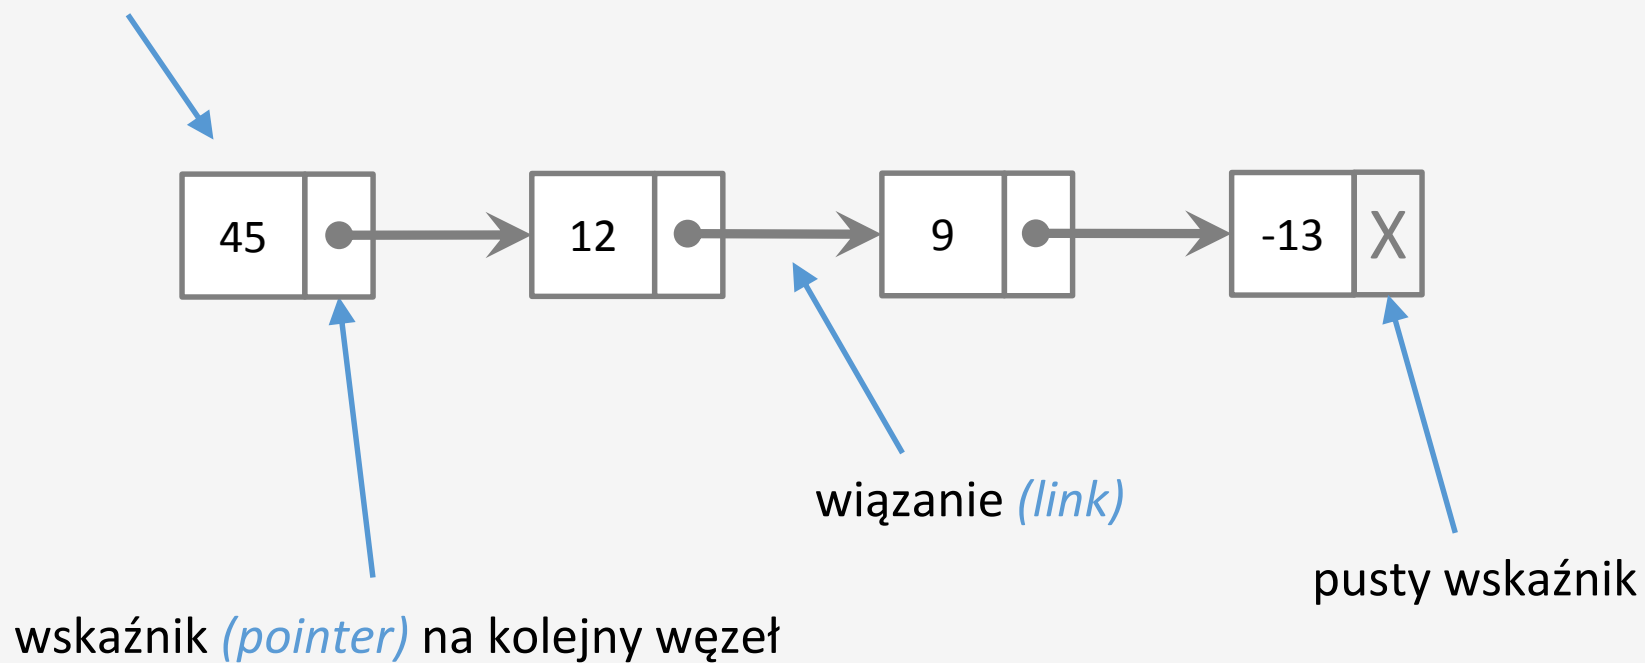 45 12 9 -13 X
wiązanie (link)
pusty wskaźnik
wskaźnik (pointer) na kolejny węzeł